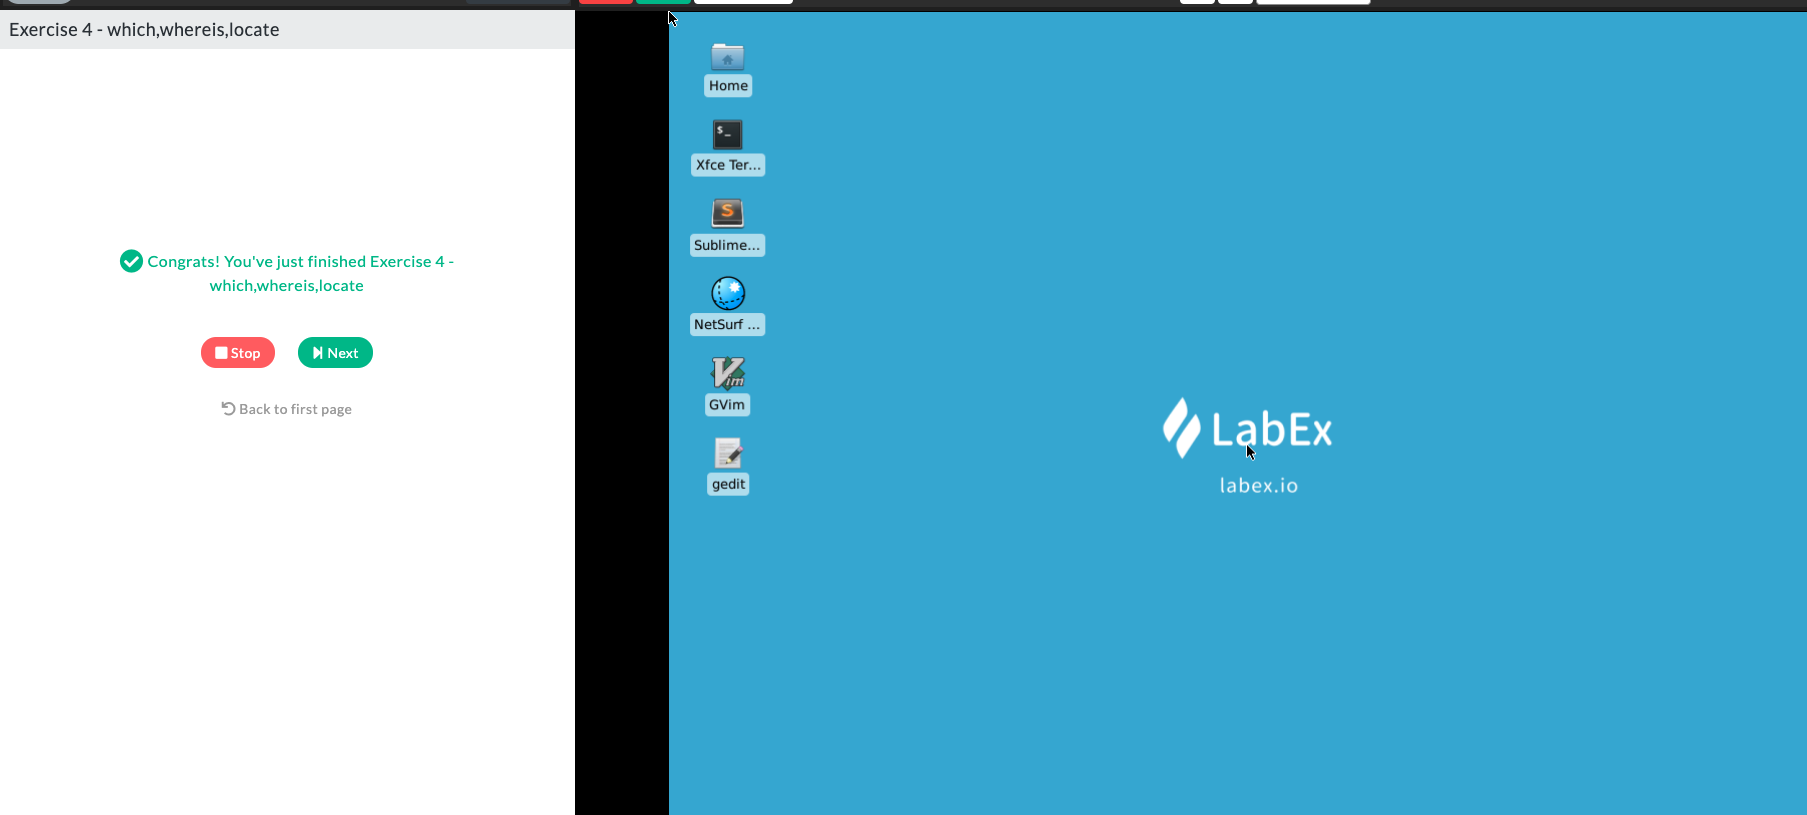 Exercise 4 - which,whereis,locate
Congrats! You've just finished Exercise 4 -
which,whereis,locate
Stop
Next
Back to first page
Home
$_
Xfce Ter...
S
Sublime...
NetSurf ...
Vim
GVim
gedit
LabEx
labex.io